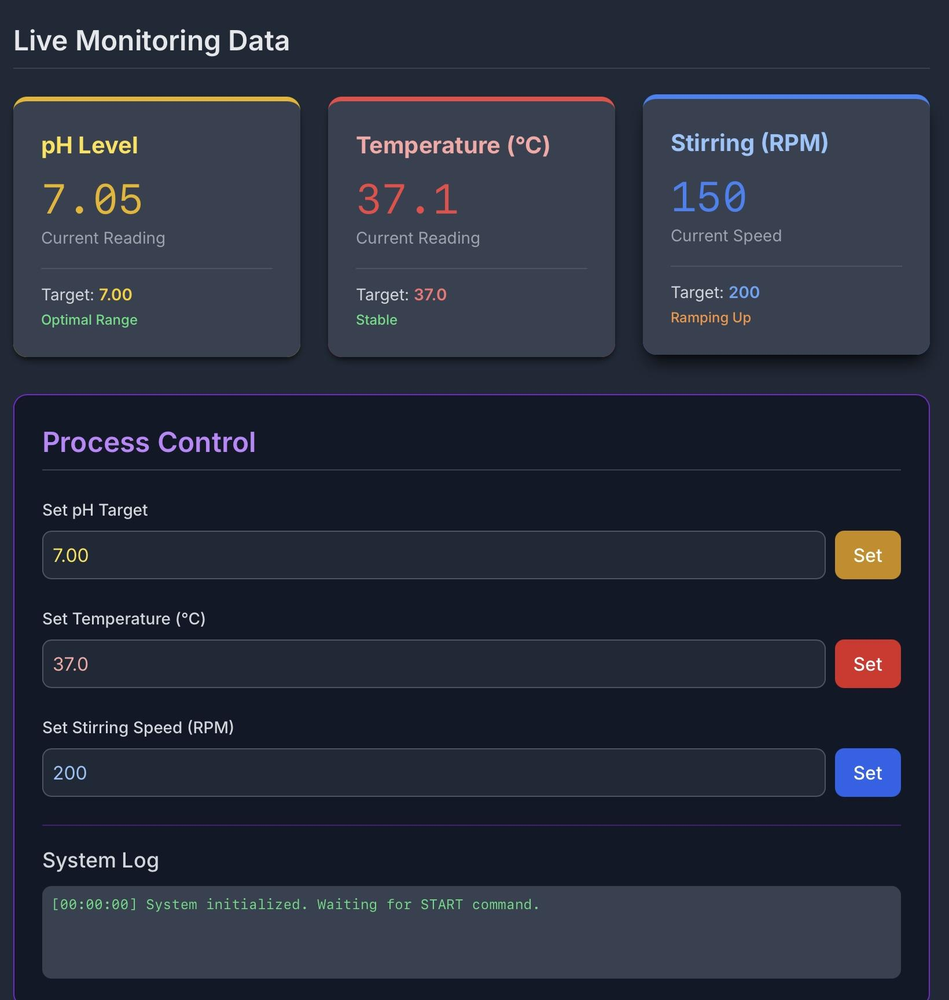 Live Monitoring Data
pH Level
7.05
Current Reading
Target: 7.00
Optimal Range
Temperature (°C)
37.1
Current Reading
Target: 37.0
Stable
Stirring (RPM)
150
Current Speed
Target: 200
Ramping Up
Process Control
Set pH Target
7.00
Set
Set Temperature (°C)
37.0
Set
Set Stirring Speed (RPM)
200
Set
System Log
[00:00:00] System initialized. Waiting for START command.